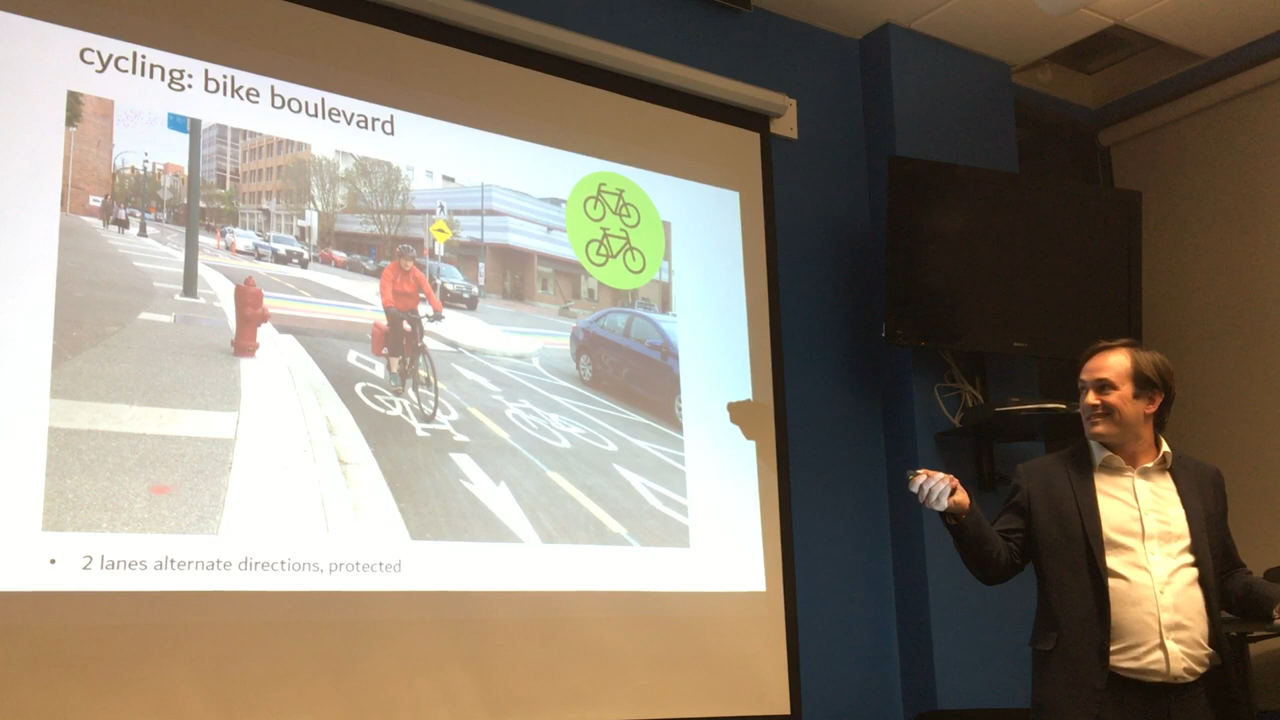 cycling: bike boulevard
• 2 lanes alternate directions, protected